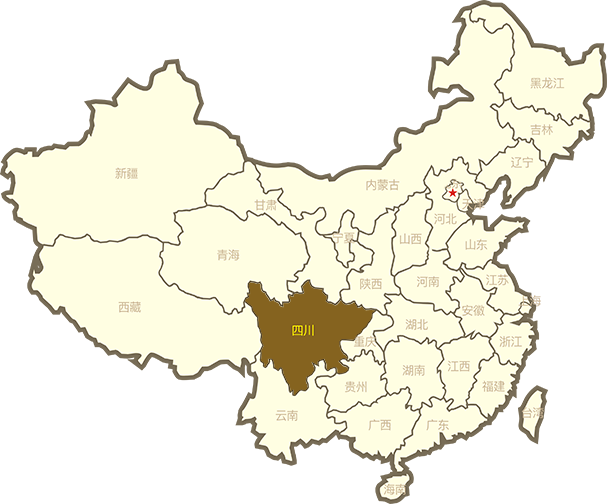 黑龙江
吉林
辽宁
新疆
内蒙古
甘肃
天津
河北
宁夏
山西
山东
青海
陕西
河南
江苏
西藏
安徽
四川
湖北
重庆
浙江
湖南
江西
贵州
福建
云南
台湾
广西
广东
海南